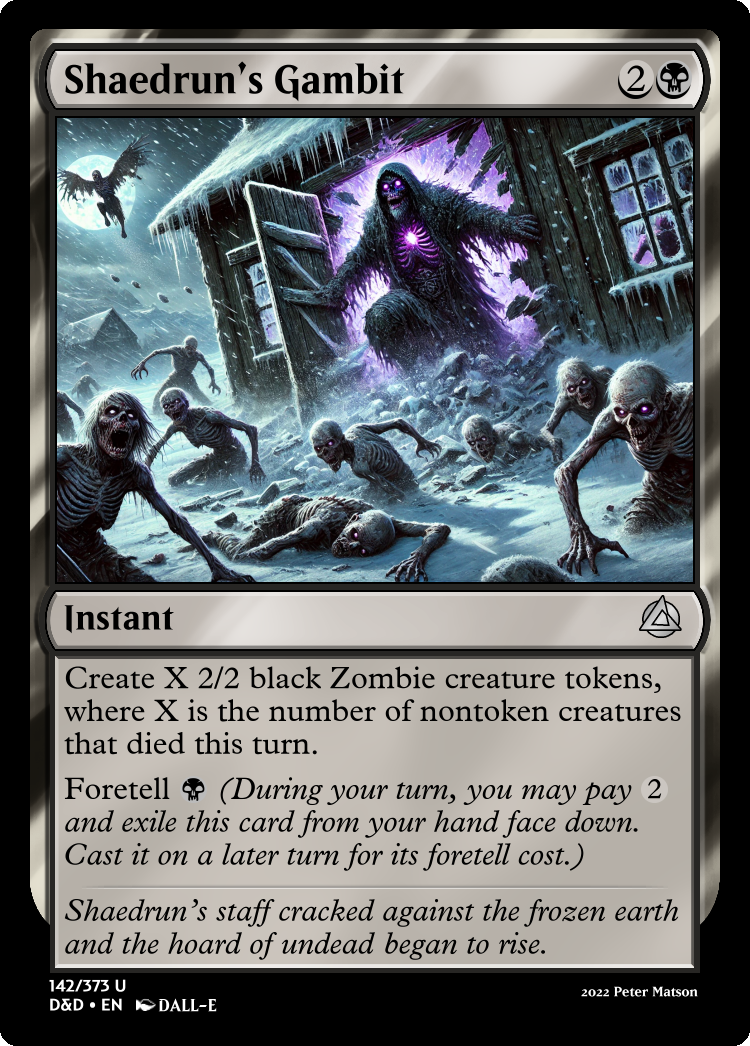 Shaedrun's Gambit 2
Instant
Create X 2/2 black Zombie creature tokens,
where X is the number of nontoken creatures
that died this turn.
Foretell (During your turn, you may pay 2
and exile this card from your hand face down.
Cast it on a later turn for its foretell cost.)
Shaedrun's staff cracked against the frozen earth
and the hoard of undead began to rise.
142/373 U
D&D • EN DALL-E
2022 Peter Matson